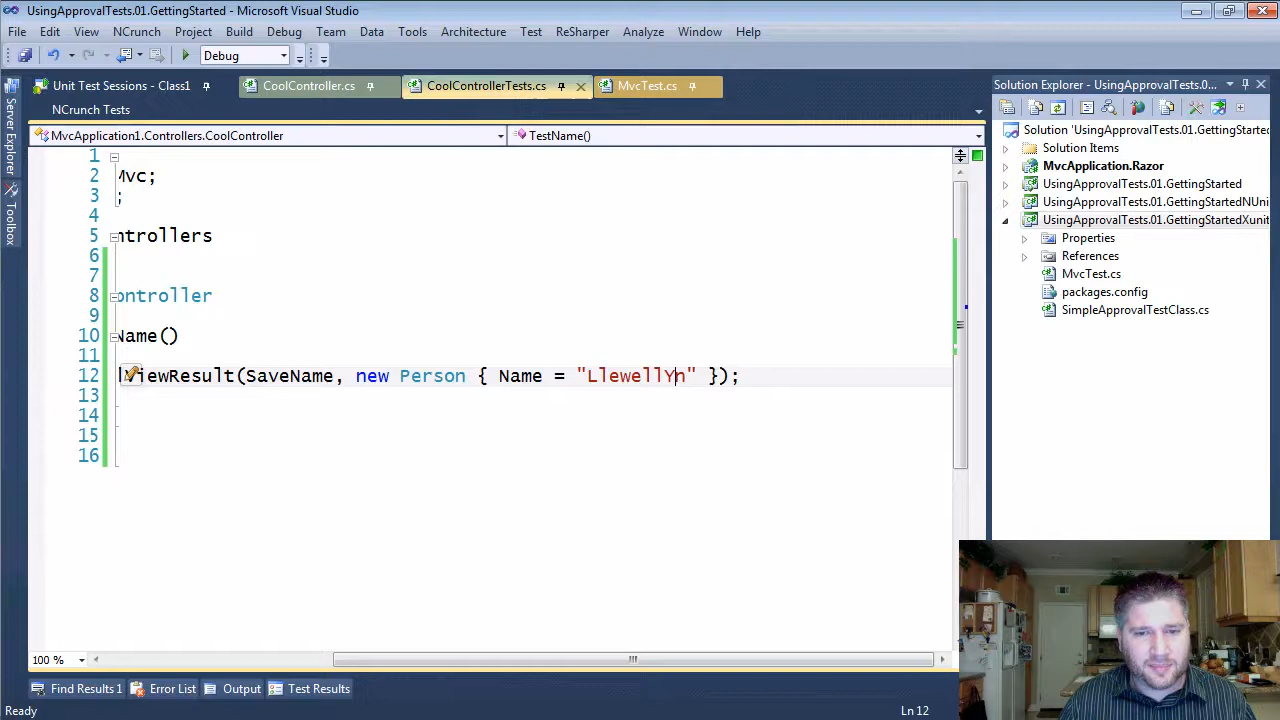 UsingApprovalTests.01.GettingStarted - Microsoft Visual Studio
File Edit View NCrunch Project Build Debug Team Data Tools Architecture Test ReSharper Analyze Window Help
Debug
Unit Test Sessions - Class1 CoolController.cs CoolControllerTests.cs MvcTest.cs
NCrunch Tests
MvcApplication1.Controllers.CoolController TestName()
1
2 Mvc;
3 ;
4
5 ntrollers
6
7
8 ontroller
9
10 Name()
11
12 ViewResult(SaveName, new Person { Name = "LlewellYn" });
13
14
15
16
100 %
Server Explorer
Toolbox
Solution Explorer - UsingApprovalTests.0...
Solution 'UsingApprovalTests.01.GettingStarted
Solution Items
MvcApplication.Razor
UsingApprovalTests.01.GettingStarted
UsingApprovalTests.01.GettingStartedNUni
UsingApprovalTests.01.GettingStartedXunit
Properties
References
MvcTest.cs
packages.config
SimpleApprovalTestClass.cs
Find Results 1 Error List Output Test Results
Ready Ln 12